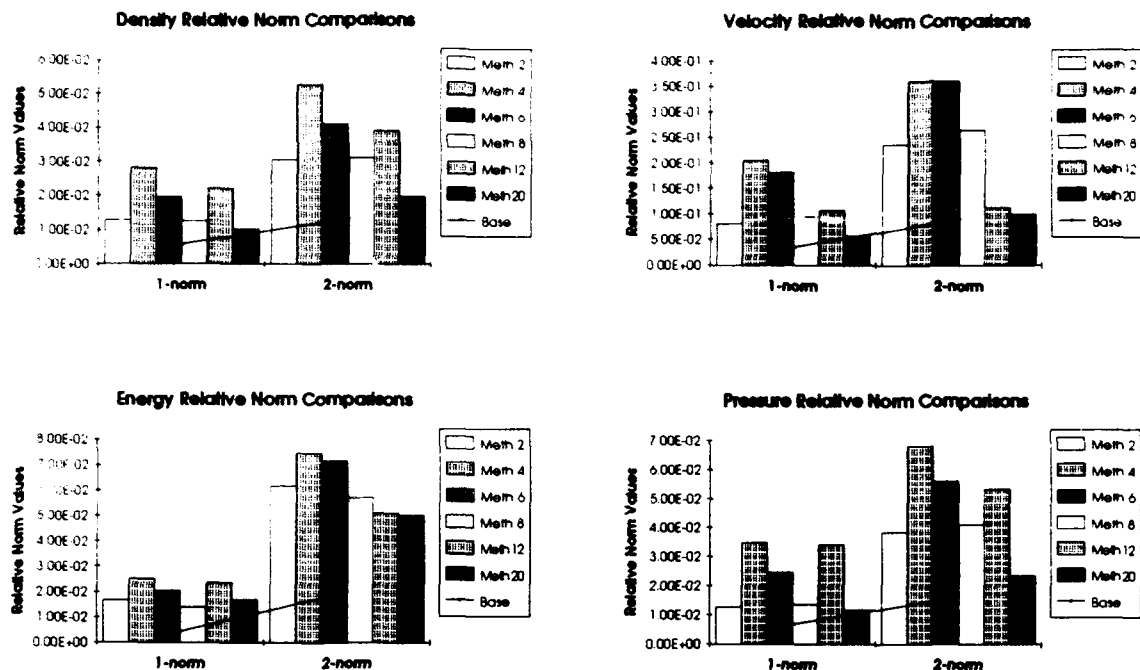 Density Relative Norm Comparisons
Relative Norm Values
6.00E-02
5.00E-02
4.00E-02
3.00E-02
2.00E-02
1.00E-02
0.00E+00
1-norm
2-norm
Meth 2
Meth 4
Meth 6
Meth 8
Meth 12
Meth 20
Base
Velocity Relative Norm Comparisons
Relative Norm Values
4.00E-01
3.50E-01
3.00E-01
2.50E-01
2.00E-01
1.50E-01
1.00E-01
5.00E-02
0.00E+00
1-norm
2-norm
Meth 2
Meth 4
Meth 6
Meth 8
Meth 12
Meth 20
Base
Energy Relative Norm Comparisons
Relative Norm Values
8.00E-02
7.00E-02
6.00E-02
5.00E-02
4.00E-02
3.00E-02
2.00E-02
1.00E-02
0.00E+00
1-norm
2-norm
Meth 2
Meth 4
Meth 6
Meth 8
Meth 12
Meth 20
Base
Pressure Relative Norm Comparisons
Relative Norm Values
7.00E-02
6.00E-02
5.00E-02
4.00E-02
3.00E-02
2.00E-02
1.00E-02
0.00E+00
1-norm
2-norm
Meth 2
Meth 4
Meth 6
Meth 8
Meth 12
Meth 20
Base